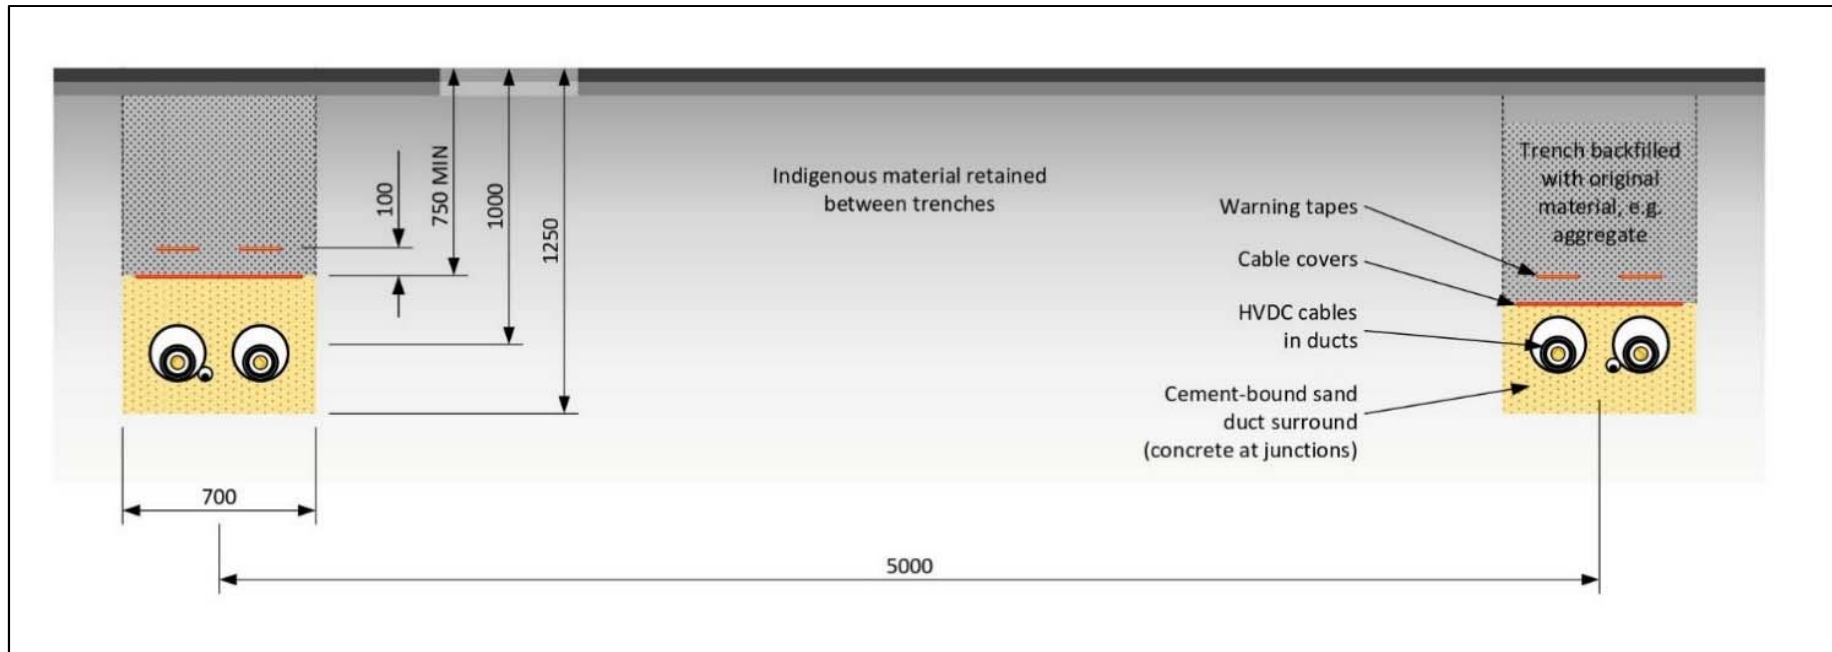 100
750 MIN
1000
1250
Indigenous material retained
between trenches
Warning tapes
Cable covers
HVDC cables
in ducts
Cement-bound sand
duct surround
(concrete at junctions)
Trench backfilled
with original
material, e.g.
aggregate
700
5000